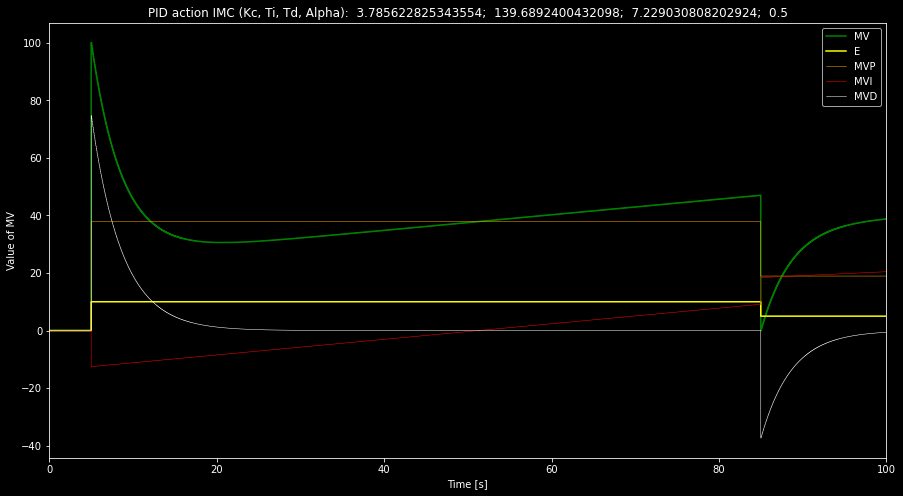 PID action IMC (Kc, Ti, Td, Alpha):  3.785622825343554;  139.6892400432098;  7.229030808202924;  0.5
MV
E
MVP
MVI
MVD
Value of MV
100
80
60
40
20
0
−20
−40
0 20 40 60 80 100
Time [s]